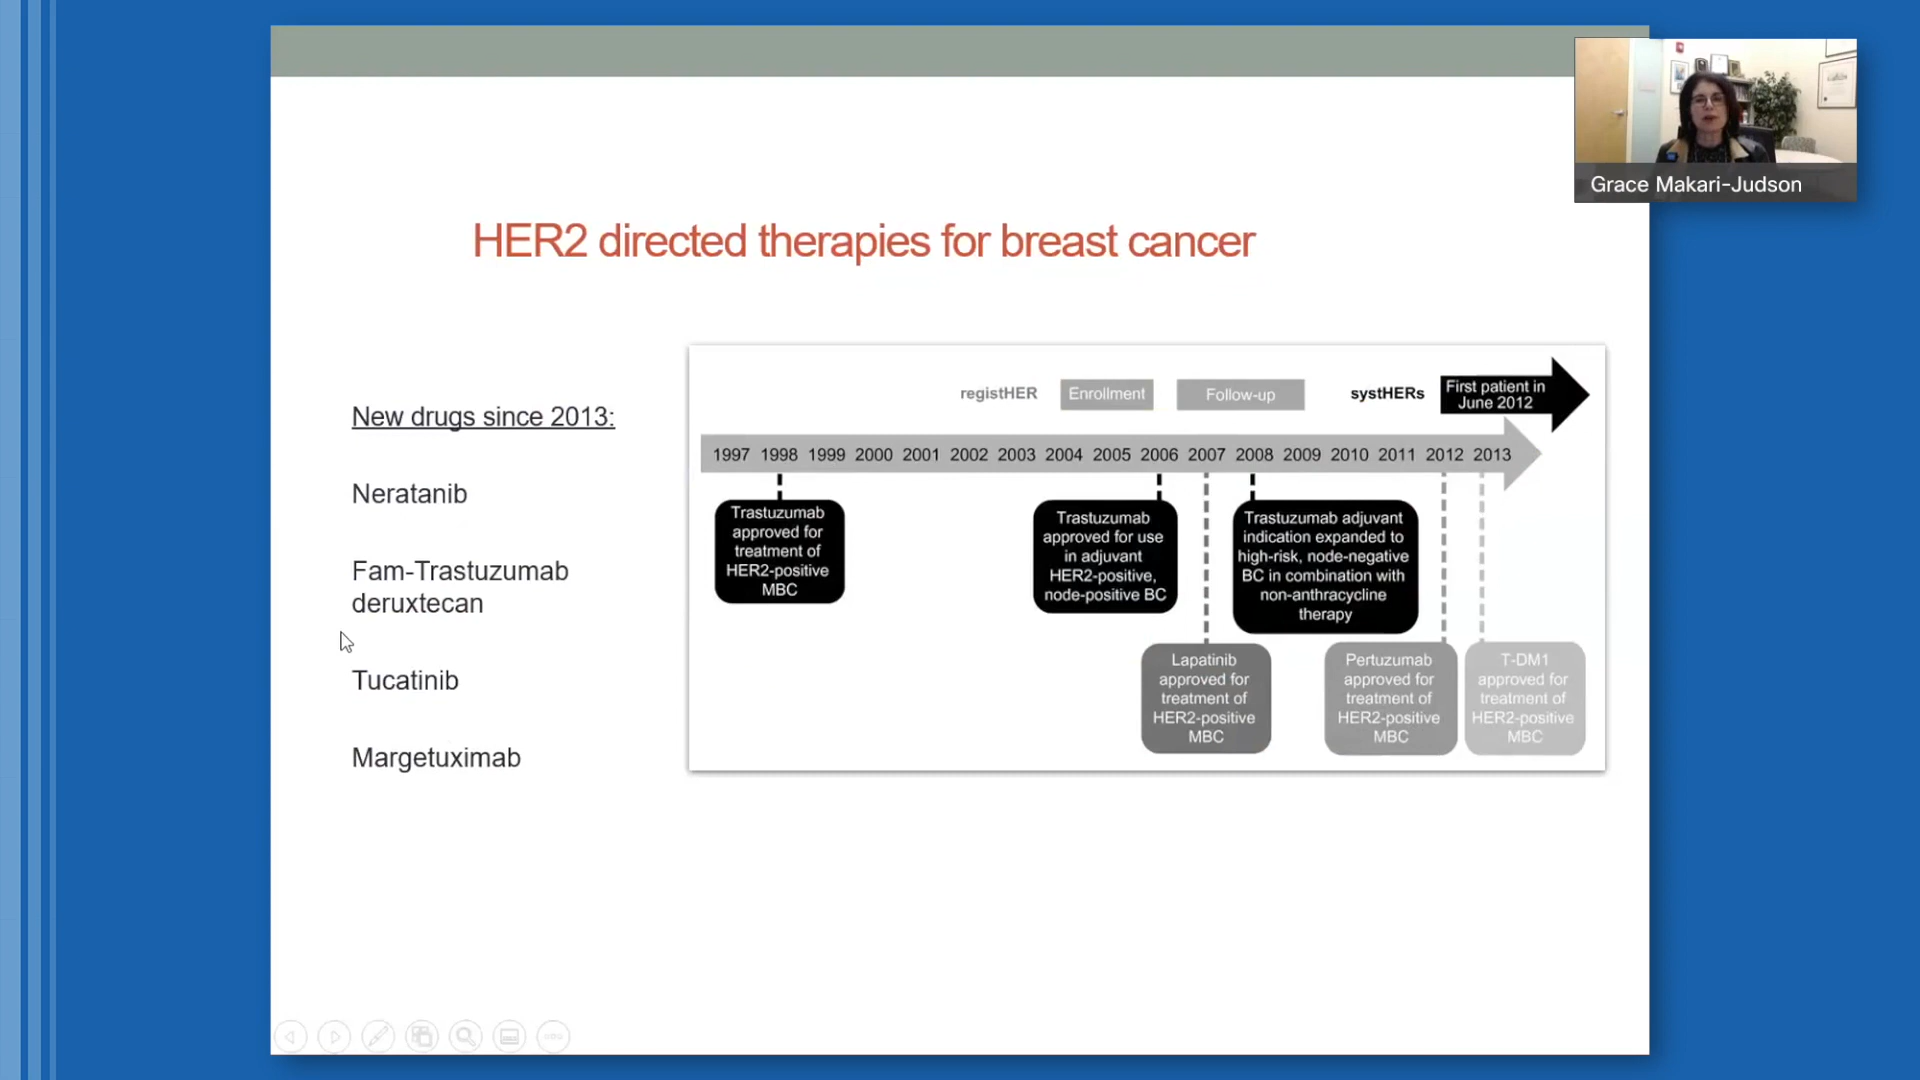 Grace Makari-Judson
HER2 directed therapies for breast cancer
New drugs since 2013:
Neratanib
Fam-Trastuzumab
deruxtecan
Tucatinib
Margetuximab
registHER
Enrollment
Follow-up
systHERs
First patient in
June 2012
1997 1998 1999 2000 2001 2002 2003 2004 2005 2006 2007 2008 2009 2010 2011 2012 2013
Trastuzumab
approved for
treatment of
HER2-positive
MBC
Trastuzumab
approved for use
in adjuvant
HER2-positive,
node-positive BC
Trastuzumab adjuvant
indication expanded to
high-risk, node-negative
BC in combination with
non-anthracycline
therapy
Lapatinib
approved for
treatment of
HER2-positive
MBC
Pertuzumab
approved for
treatment of
HER2-positive
MBC
T-DM1
approved for
treatment of
HER2-positive
MBC